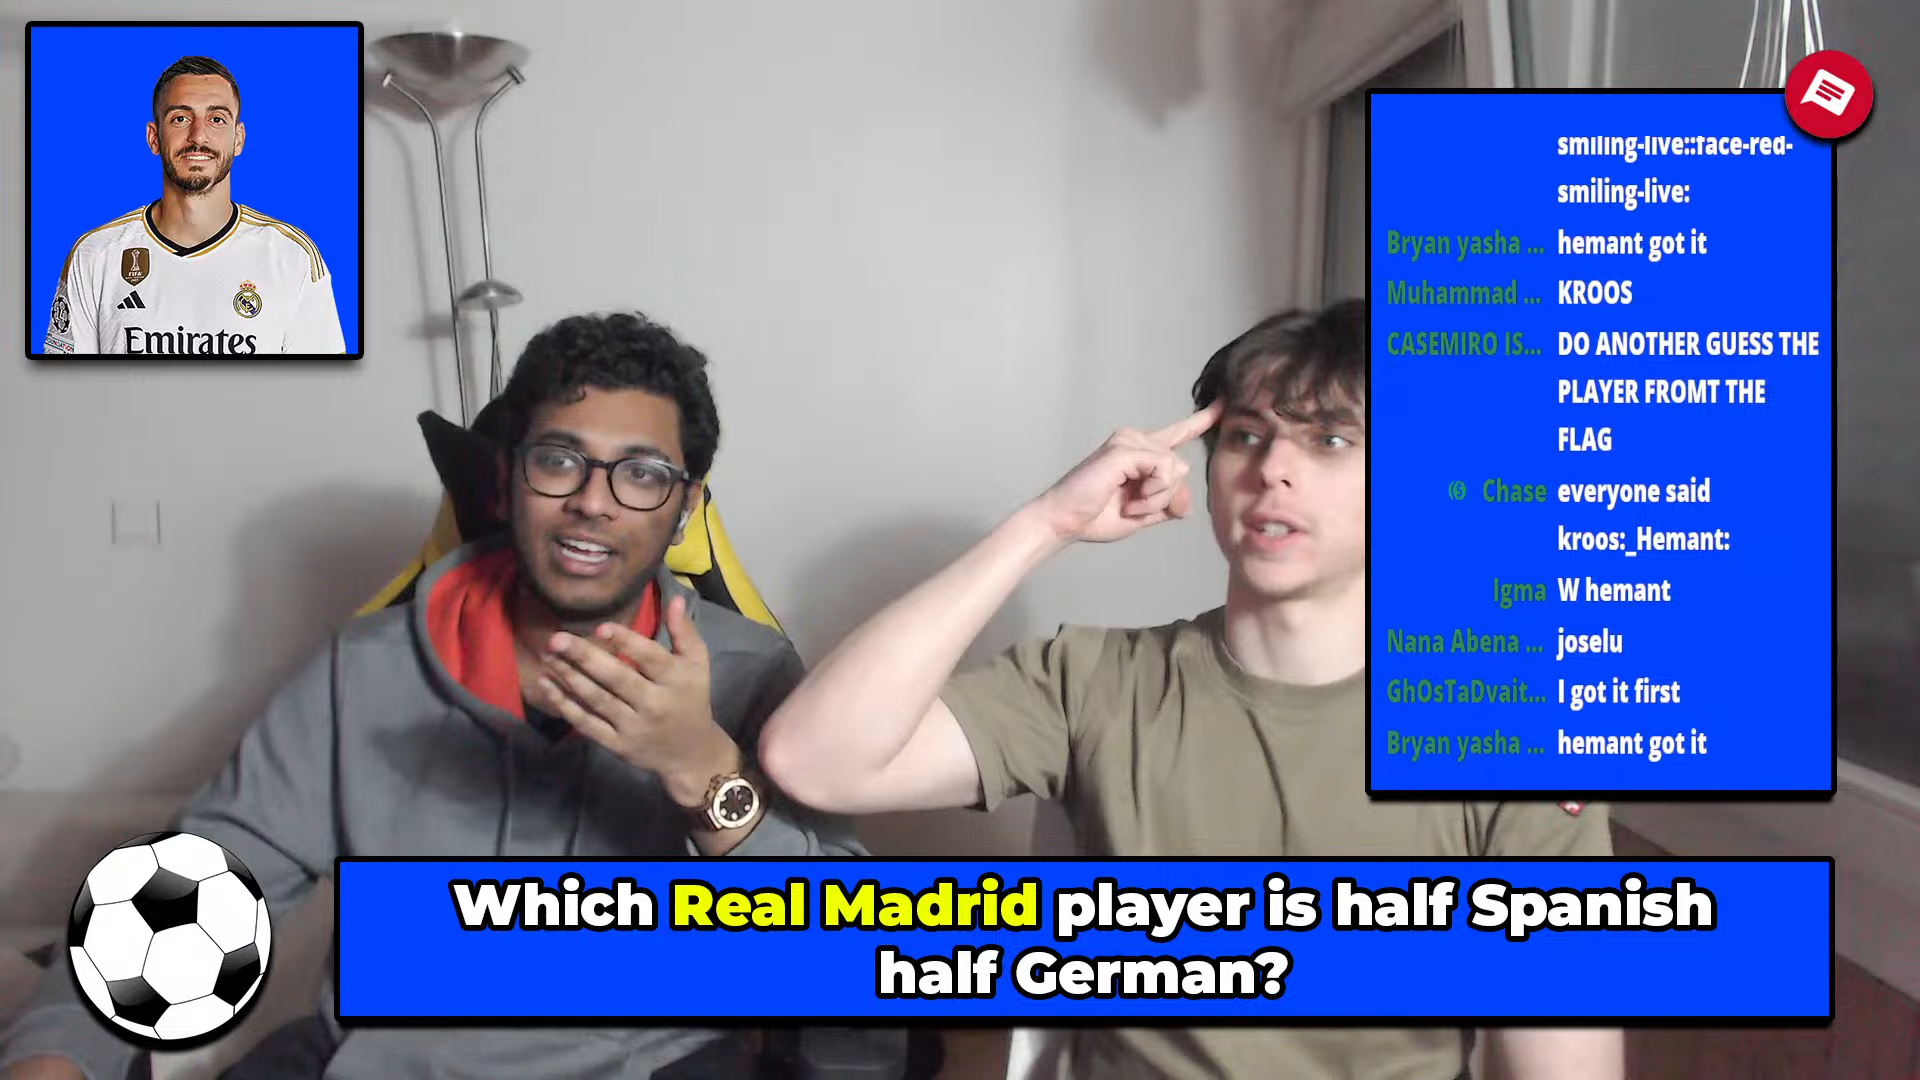 FIFA
Emirates
smiling-live::face-red-
smiling-live:
Bryan yasha ... hemant got it
Muhammad ... KROOS
CASEMIRO IS... DO ANOTHER GUESS THE
PLAYER FROMT THE
FLAG
Chase everyone said
kroos:_Hemant:
Igma W hemant
Nana Abena ... joselu
GhOsTaDvait... I got it first
Bryan yasha ... hemant got it
Which Real Madrid player is half Spanish
half German?